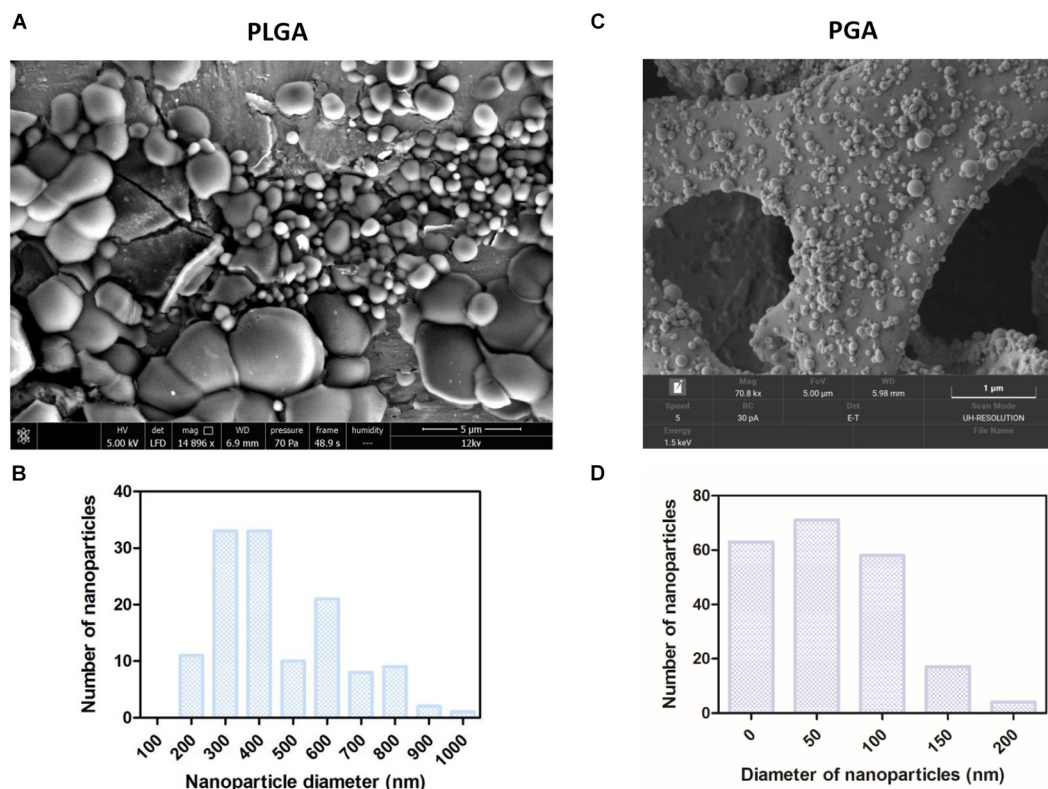 A
PLGA
HV det mag WD pressure frame humidity 5 µm
5.00 kV LFD 14 896 x 6.9 mm 70 Pa 48.9 s --- 12kv
B
40
30
20
10
0
Number of nanoparticles
100 200 300 400 500 600 700 800 900 1000
Nanoparticle diameter (nm)
C
PGA
Mag FoV WD 1 µm
70.8 kx 5.00 µm 5.98 mm
Speed BC Det Scan Mode
5 30 pA E-T UH-RESOLUTION
Energy File Name
1.5 keV
D
80
60
40
20
0
Number of nanoparticles
0 50 100 150 200
Diameter of nanoparticles (nm)